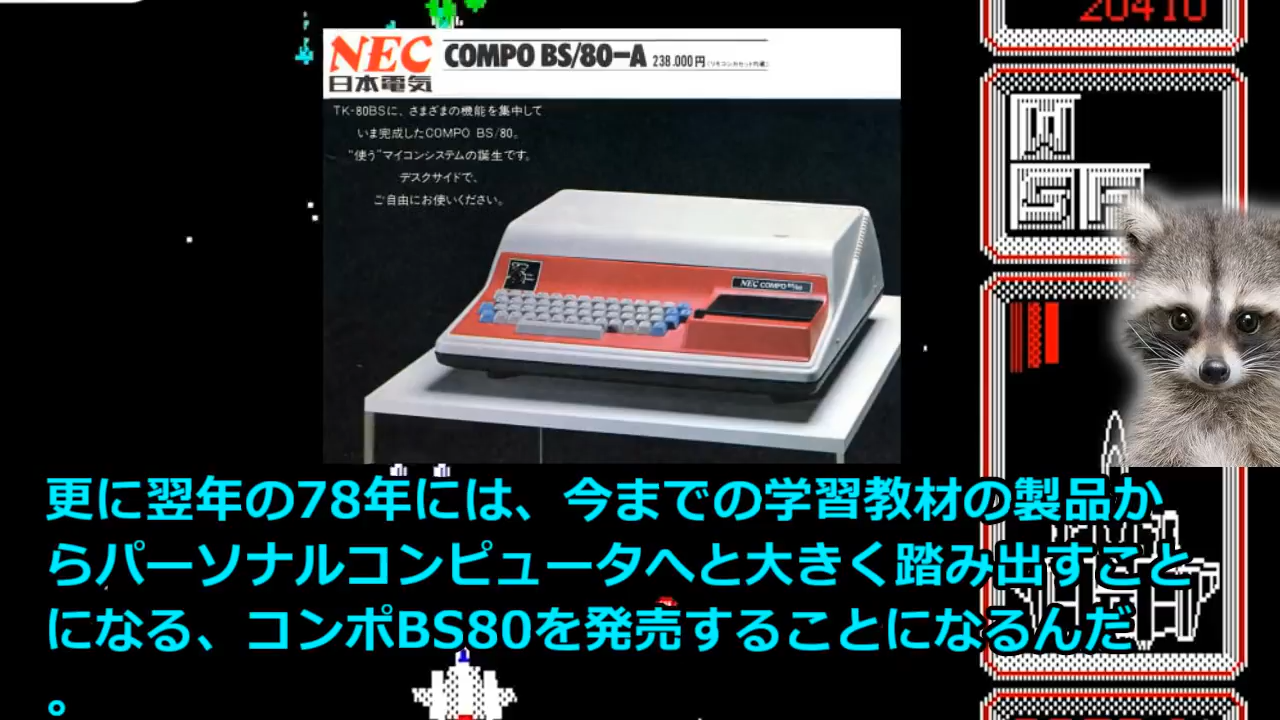 20410
NEC
日本電気
COMPO BS/80-A 238.000円
TK-80BSに、さまざまの機能を集中して
いま完成したCOMPO BS/80。
"使う"マイコンシステムの誕生です。
デスクサイドで、
ご自由にお使いください。
NEC COMPO BS/80
更に翌年の78年には、今までの学習教材の製品か
らパーソナルコンピュータへと大きく踏み出すこと
になる、コンポBS80を発売することになるんだ
。